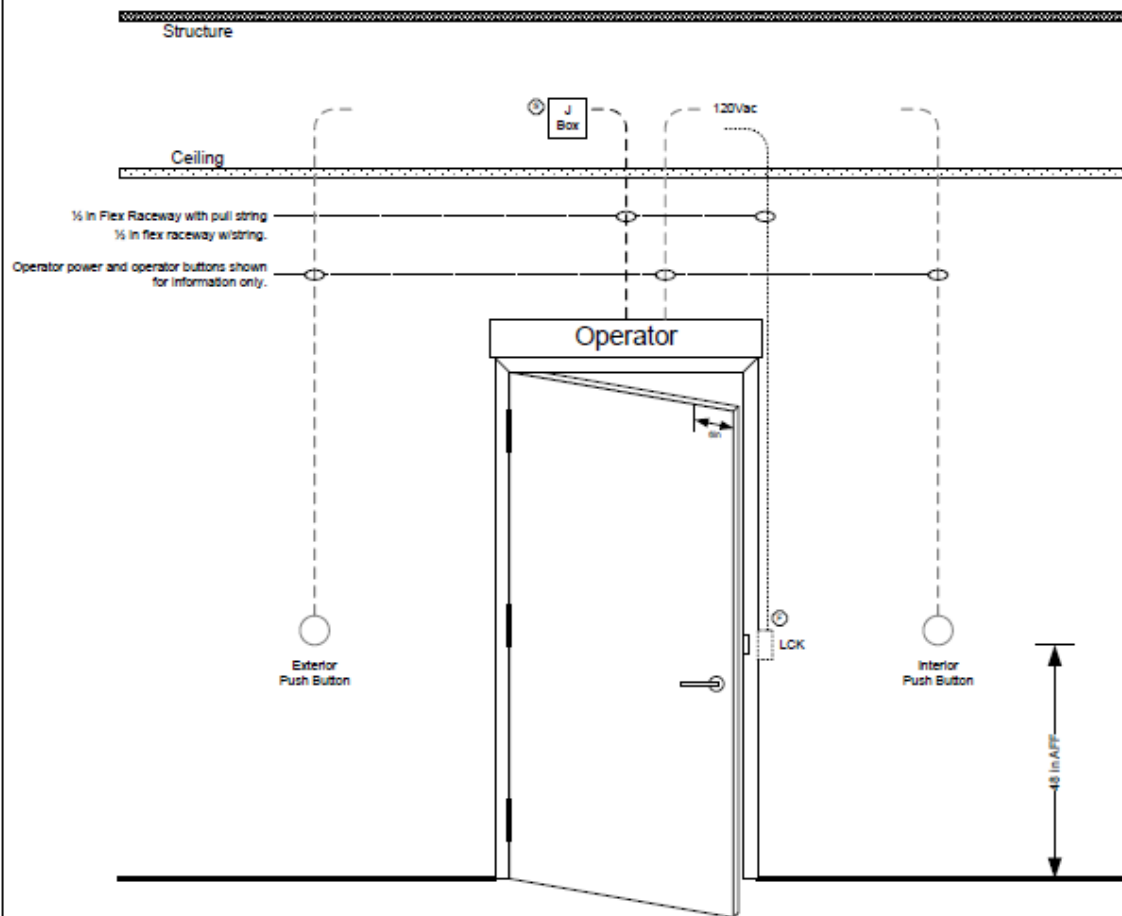 Structure
J
Box
120Vac
Ceiling
½ in Flex Raceway with pull string
½ in flex raceway w/string.
Operator power and operator buttons shown
for information only.
Operator
6in
LCK
Exterior
Push Button
Interior
Push Button
48 in AFF